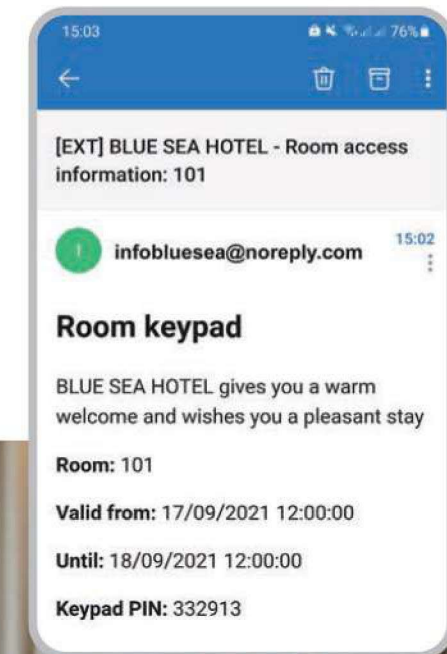 15:03
76%
[EXT] BLUE SEA HOTEL - Room access
information: 101
I
infobluesea@noreply.com
15:02
Room keypad
BLUE SEA HOTEL gives you a warm
welcome and wishes you a pleasant stay
Room: 101
Valid from: 17/09/2021 12:00:00
Until: 18/09/2021 12:00:00
Keypad PIN: 332913